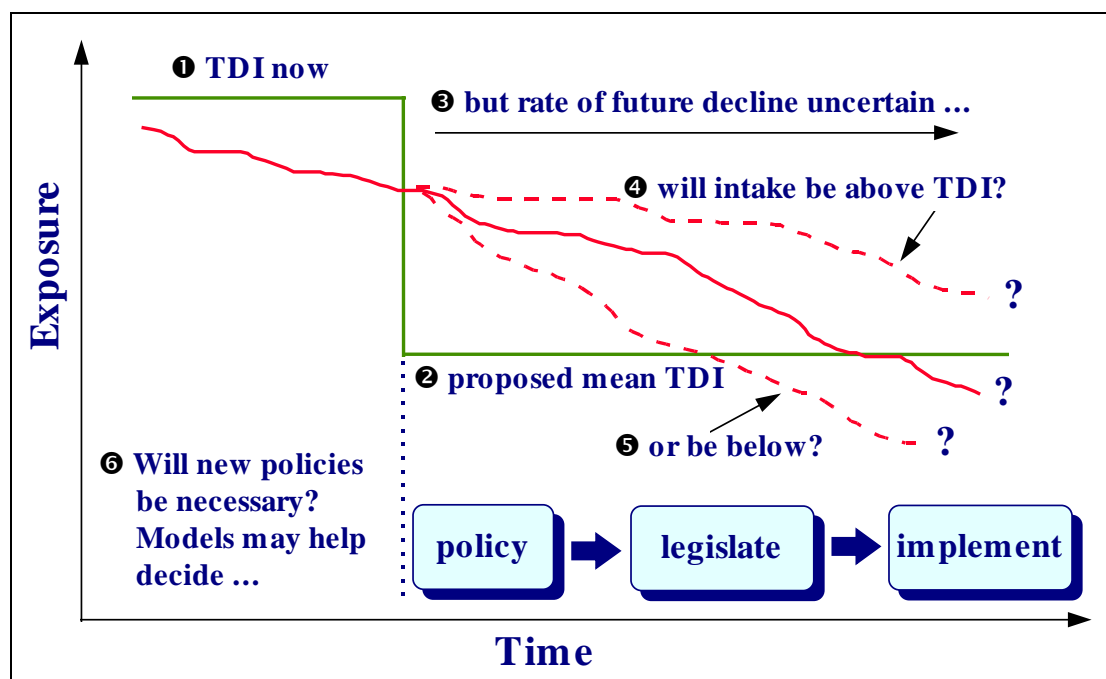 ❶ TDI now
❸ but rate of future decline uncertain ...
❹ will intake be above TDI?
?
❷ proposed mean TDI
?
?
❺ or be below?
❻ Will new policies
be necessary?
Models may help
decide ...
policy
legislate
implement
Exposure
Time